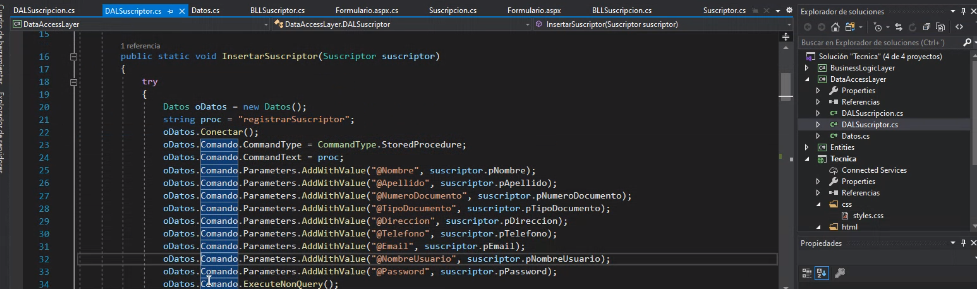 DALSuscripcion.cs
DALSuscriptor.cs
Datos.cs
BLLSuscriptor.cs
Formulario.aspx.cs
Suscripcion.cs
Formulario.aspx
BLLSuscripcion.cs
Suscriptor.cs
DataAccessLayer
DataAccessLayer.DALSuscriptor
InsertarSuscriptor(Suscriptor suscriptor)
15
1 referencia
16 public static void InsertarSuscriptor(Suscriptor suscriptor)
17 {
18 try
19 {
20 Datos oDatos = new Datos();
21 string proc = "registrarSuscriptor";
22 oDatos.Conectar();
23 oDatos.Comando.CommandType = CommandType.StoredProcedure;
24 oDatos.Comando.CommandText = proc;
25 oDatos.Comando.Parameters.AddWithValue("@Nombre", suscriptor.pNombre);
26 oDatos.Comando.Parameters.AddWithValue("@Apellido", suscriptor.pApellido);
27 oDatos.Comando.Parameters.AddWithValue("@NumeroDocumento", suscriptor.pNumeroDocumento);
28 oDatos.Comando.Parameters.AddWithValue("@TipoDocumento", suscriptor.pTipoDocumento);
29 oDatos.Comando.Parameters.AddWithValue("@Direccion", suscriptor.pDireccion);
30 oDatos.Comando.Parameters.AddWithValue("@Telefono", suscriptor.pTelefono);
31 oDatos.Comando.Parameters.AddWithValue("@Email", suscriptor.pEmail);
32 oDatos.Comando.Parameters.AddWithValue("@NombreUsuario", suscriptor.pNombreUsuario);
33 oDatos.Comando.Parameters.AddWithValue("@Password", suscriptor.pPassword);
34 oDatos.Comando.ExecuteNonQuery();
Explorador de soluciones
Buscar en Explorador de soluciones (Ctrl+)
Solución "Tecnica" (4 de 4 proyectos)
BusinessLogicLayer
DataAccessLayer
Properties
Referencias
DALSuscripcion.cs
DALSuscriptor.cs
Datos.cs
Entities
Tecnica
Connected Services
Properties
Referencias
css
styles.css
html
Propiedades